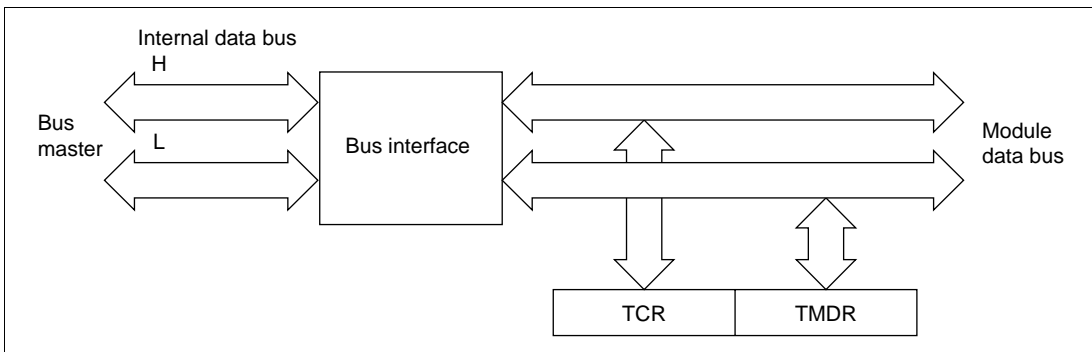 Internal data bus
H
Bus
master
L
Bus interface
Module
data bus
TCR
TMDR